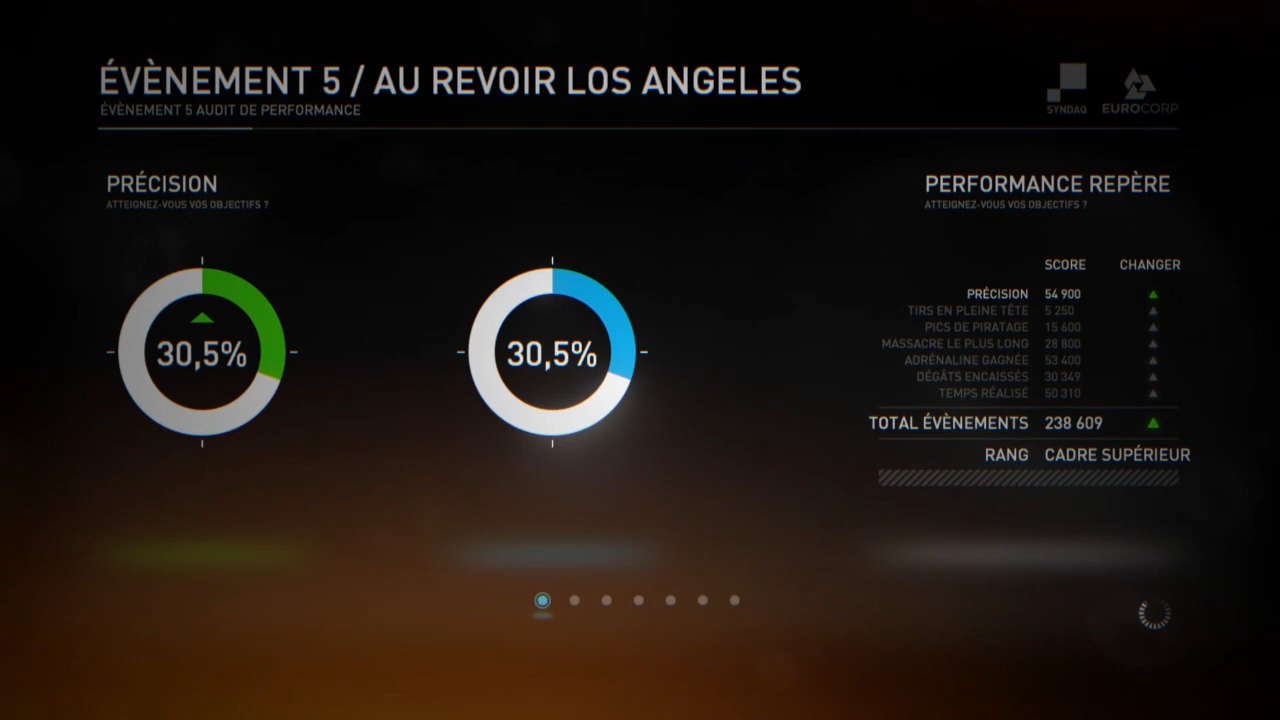 ÉVÈNEMENT 5 / AU REVOIR LOS ANGELES
ÉVÈNEMENT 5 AUDIT DE PERFORMANCE
SYNDAQ
EUROCORP
PRÉCISION
ATTEIGNEZ-VOUS VOS OBJECTIFS ?
30,5%
30,5%
PERFORMANCE REPÈRE
ATTEIGNEZ-VOUS VOS OBJECTIFS ?
SCORE CHANGER
PRÉCISION 54 900
TIRS EN PLEINE TÊTE 5 250
PICS DE PIRATAGE 15 600
MASSACRE LE PLUS LONG 28 800
ADRÉNALINE GAGNÉE 53 400
DÉGÂTS ENCAISSÉS 30 349
TEMPS RÉALISÉ 50 310
TOTAL ÉVÈNEMENTS 238 609
RANG CADRE SUPÉRIEUR